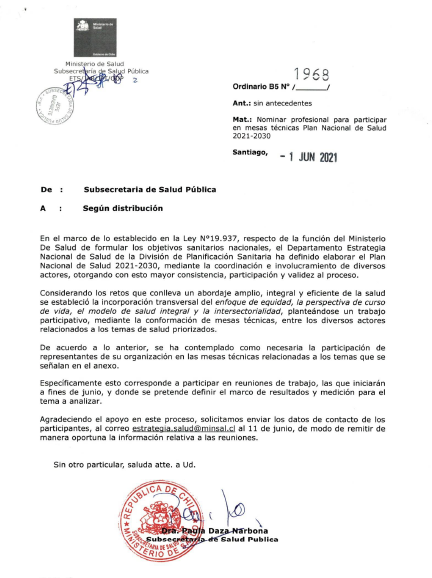 Ministerio de
Salud
Gobierno de Chile
Ministerio de Salud
Subsecretaría de Salud Pública
1968
Ordinario B5 N° /______/
Ant.: sin antecedentes
Mat.: Nominar profesional para participar
en mesas técnicas Plan Nacional de Salud
2021-2030
Santiago, - 1 JUN 2021
De : Subsecretaria de Salud Pública
A : Según distribución
En el marco de lo establecido en la Ley N°19.937, respecto de la función del Ministerio
De Salud de formular los objetivos sanitarios nacionales, el Departamento Estrategia
Nacional de Salud de la División de Planificación Sanitaria ha definido elaborar el Plan
Nacional de Salud 2021-2030, mediante la coordinación e involucramiento de diversos
actores, otorgando con esto mayor consistencia, participación y validez al proceso.
Considerando los retos que conlleva un abordaje amplio, integral y eficiente de la salud
se estableció la incorporación transversal del enfoque de equidad, la perspectiva de curso
de vida, el modelo de salud integral y la intersectorialidad, planteándose un trabajo
participativo, mediante la conformación de mesas técnicas, entre los diversos actores
relacionados a los temas de salud priorizados.
De acuerdo a lo anterior, se ha contemplado como necesaria la participación de
representantes de su organización en las mesas técnicas relacionadas a los temas que se
señalan en el anexo.
Específicamente esto corresponde a participar en reuniones de trabajo, las que iniciarán
a fines de junio, y donde se pretende definir el marco de resultados y medición para el
tema a analizar.
Agradeciendo el apoyo en este proceso, solicitamos enviar los datos de contacto de los
participantes, al correo estrategia.salud@minsal.cl al 11 de junio, de modo de remitir de
manera oportuna la información relativa a las reuniones.
Sin otro particular, saluda atte. a Ud.
REPUBLICA DE CHILE
SUBSECRETARIA DE SALUD
MINISTERIO DE
Dra. Paula Daza Narbona
Subsecretaria de Salud Publica